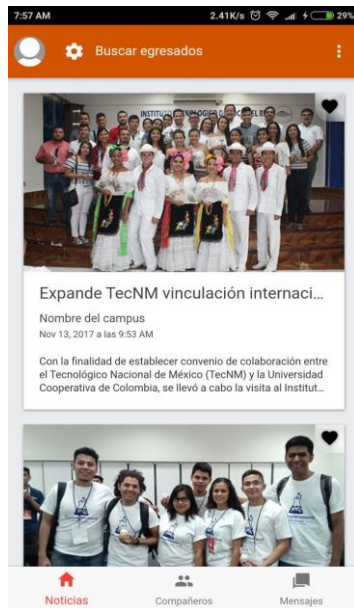 7:57 AM 2.41K/s 29%
Buscar egresados
INSTITUTO TECNOLOGICO D
Expande TecNM vinculación internaci...
Nombre del campus
Nov 13, 2017 a las 9:53 AM
Con la finalidad de establecer convenio de colaboración entre
el Tecnológico Nacional de México (TecNM) y la Universidad
Cooperativa de Colombia, se llevó a cabo la visita al Institut...
Noticias Compañeros Mensajes